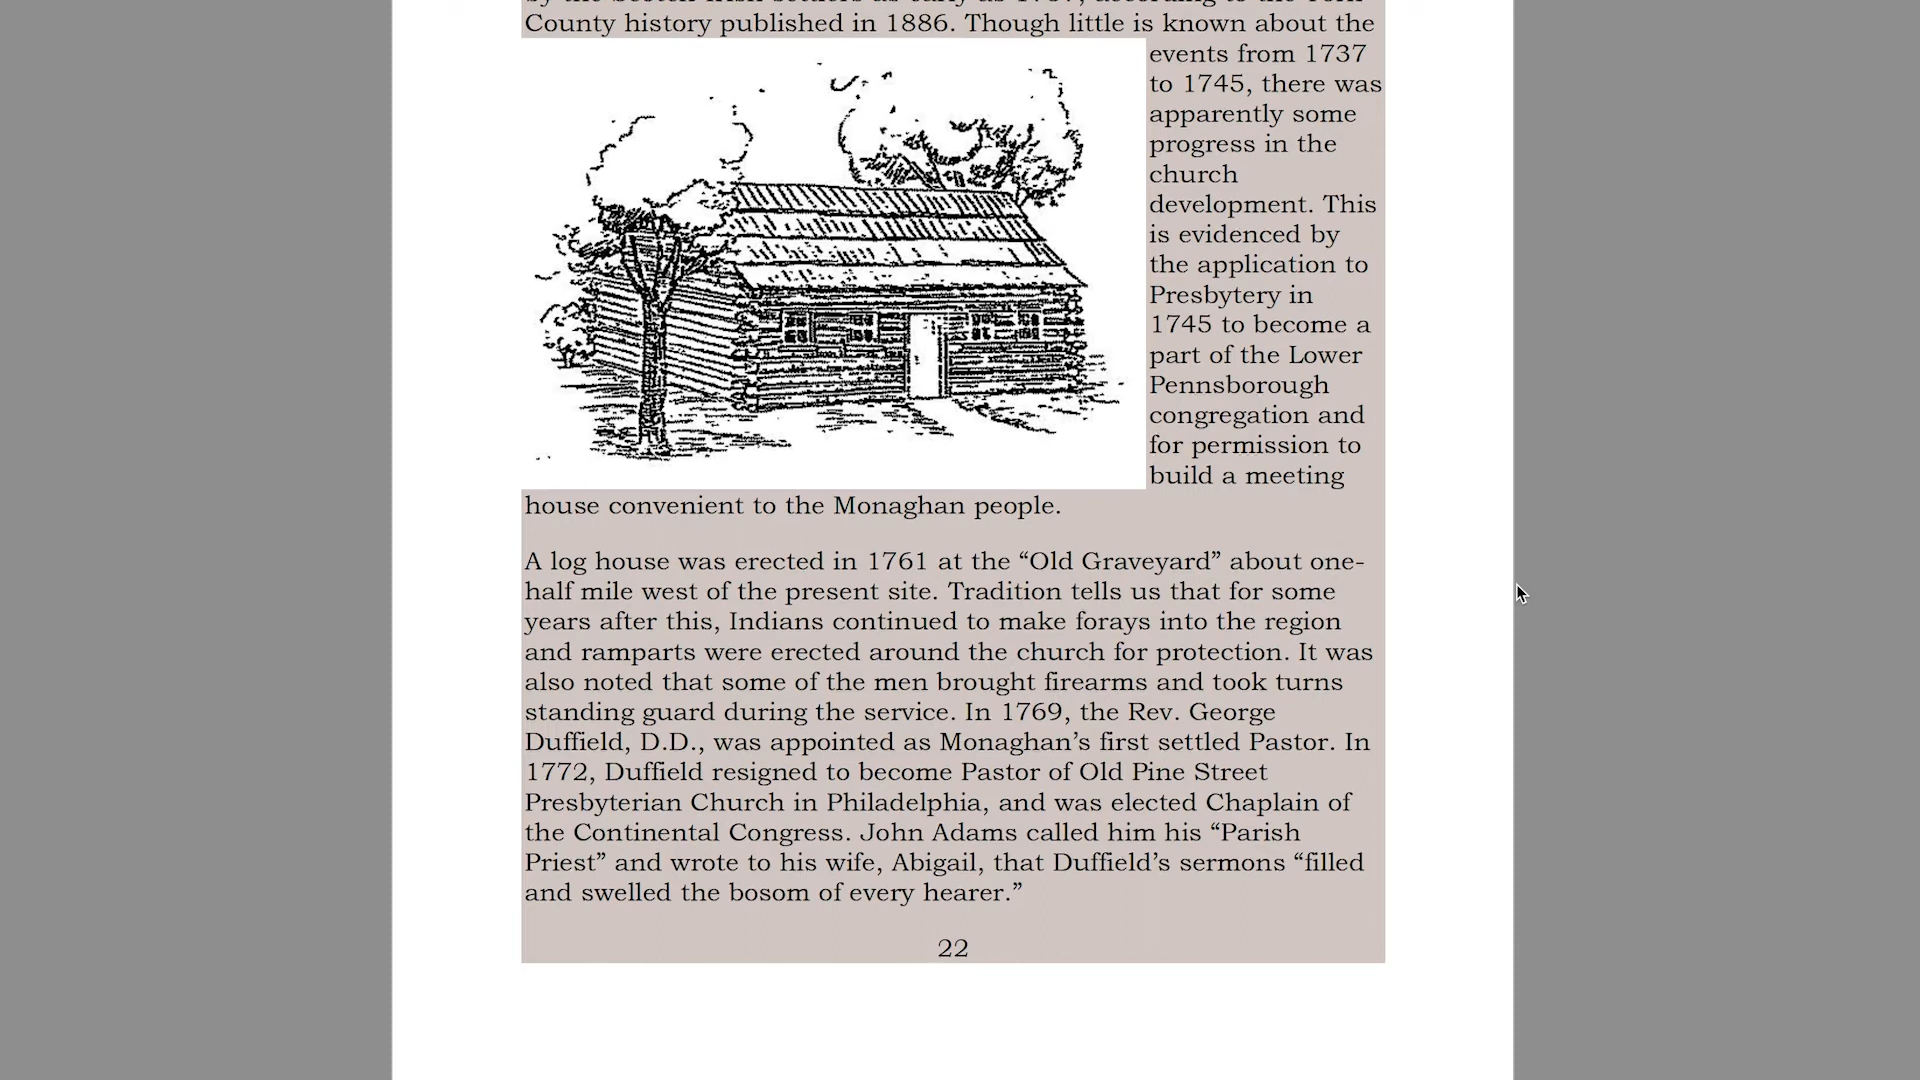 County history published in 1886. Though little is known about the
events from 1737
to 1745, there was
apparently some
progress in the
church
development. This
is evidenced by
the application to
Presbytery in
1745 to become a
part of the Lower
Pennsborough
congregation and
for permission to
build a meeting
house convenient to the Monaghan people.
A log house was erected in 1761 at the “Old Graveyard” about one-
half mile west of the present site. Tradition tells us that for some
years after this, Indians continued to make forays into the region
and ramparts were erected around the church for protection. It was
also noted that some of the men brought firearms and took turns
standing guard during the service. In 1769, the Rev. George
Duffield, D.D., was appointed as Monaghan’s first settled Pastor. In
1772, Duffield resigned to become Pastor of Old Pine Street
Presbyterian Church in Philadelphia, and was elected Chaplain of
the Continental Congress. John Adams called him his “Parish
Priest” and wrote to his wife, Abigail, that Duffield’s sermons “filled
and swelled the bosom of every hearer.”
22